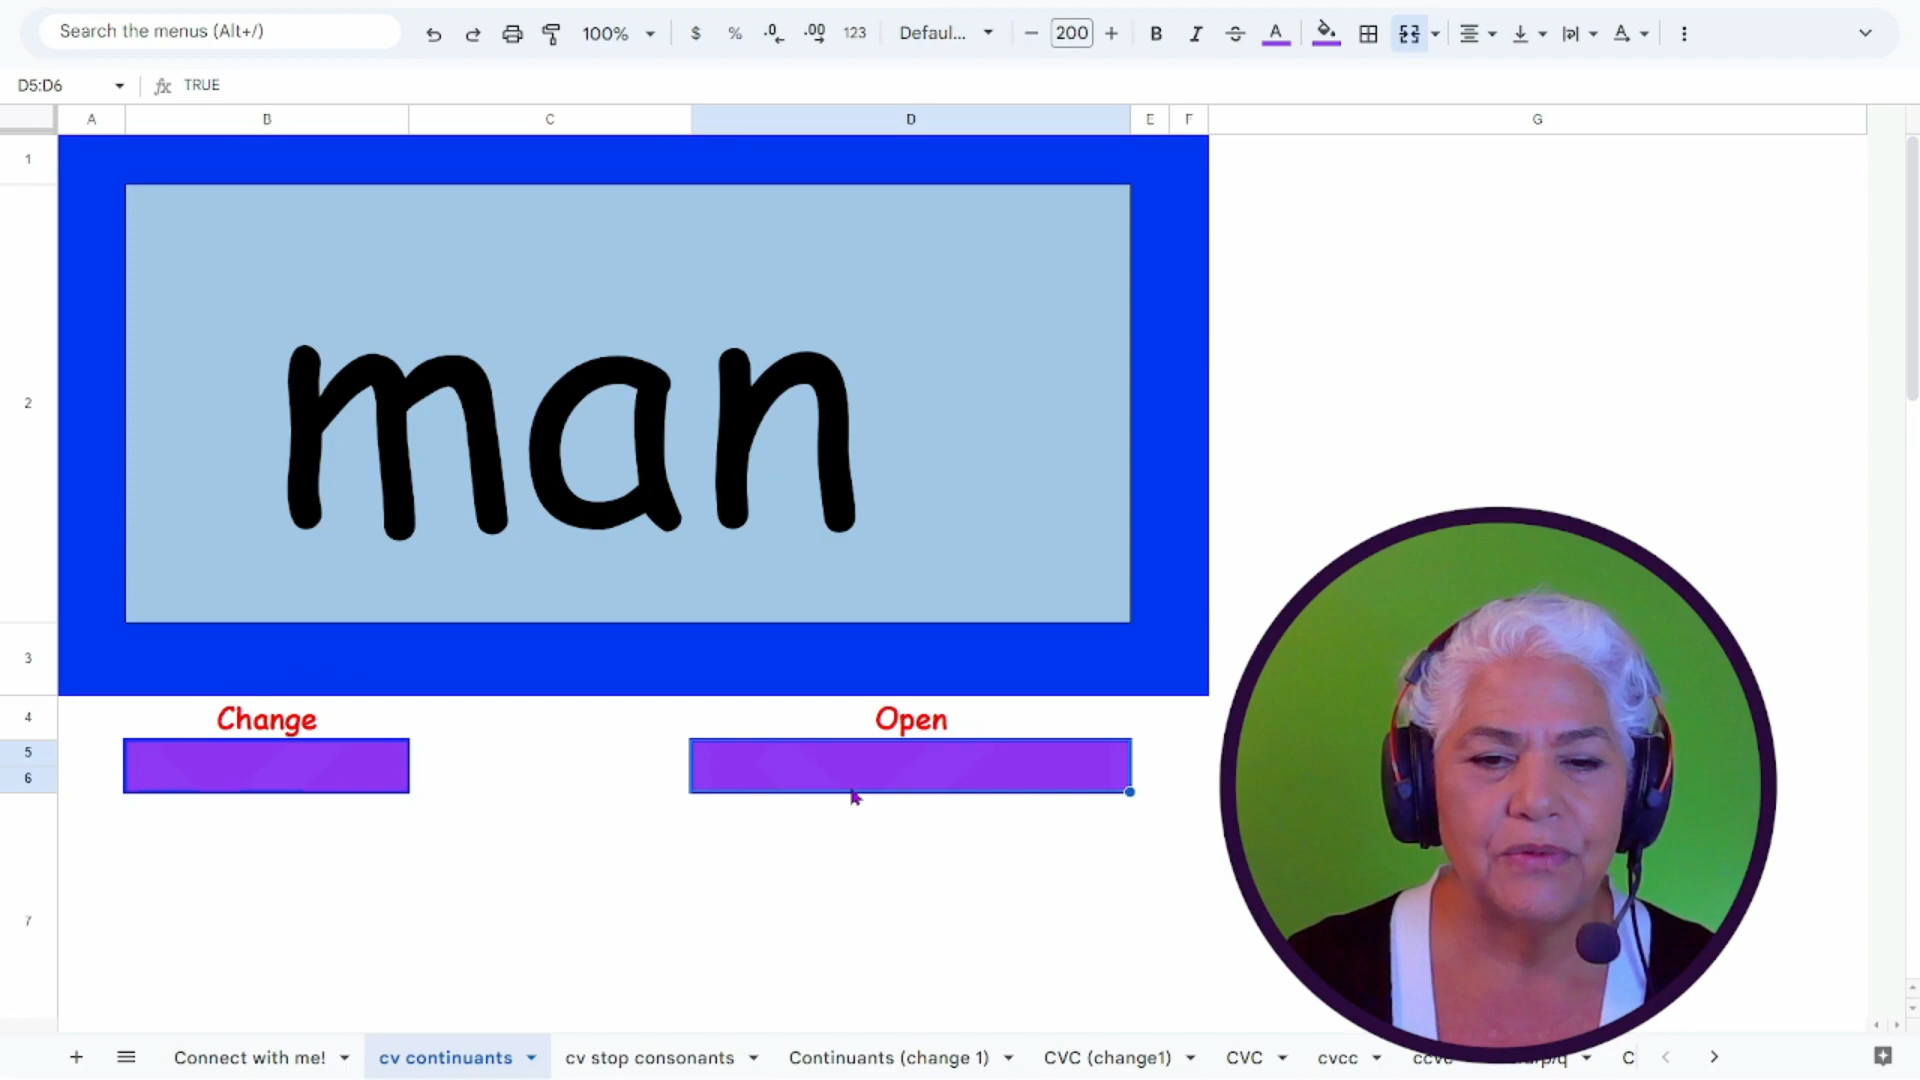 Search the menus (Alt+/)
100%
$ % .0 .00 123
Defaul...
200
B I A A
D5:D6
fx TRUE
A B C D E F G
1
2
man
3
4 Change Open
5
6
7
Connect with me! cv continuants cv stop consonants Continuants (change 1) CVC (change1) CVC cvcc C